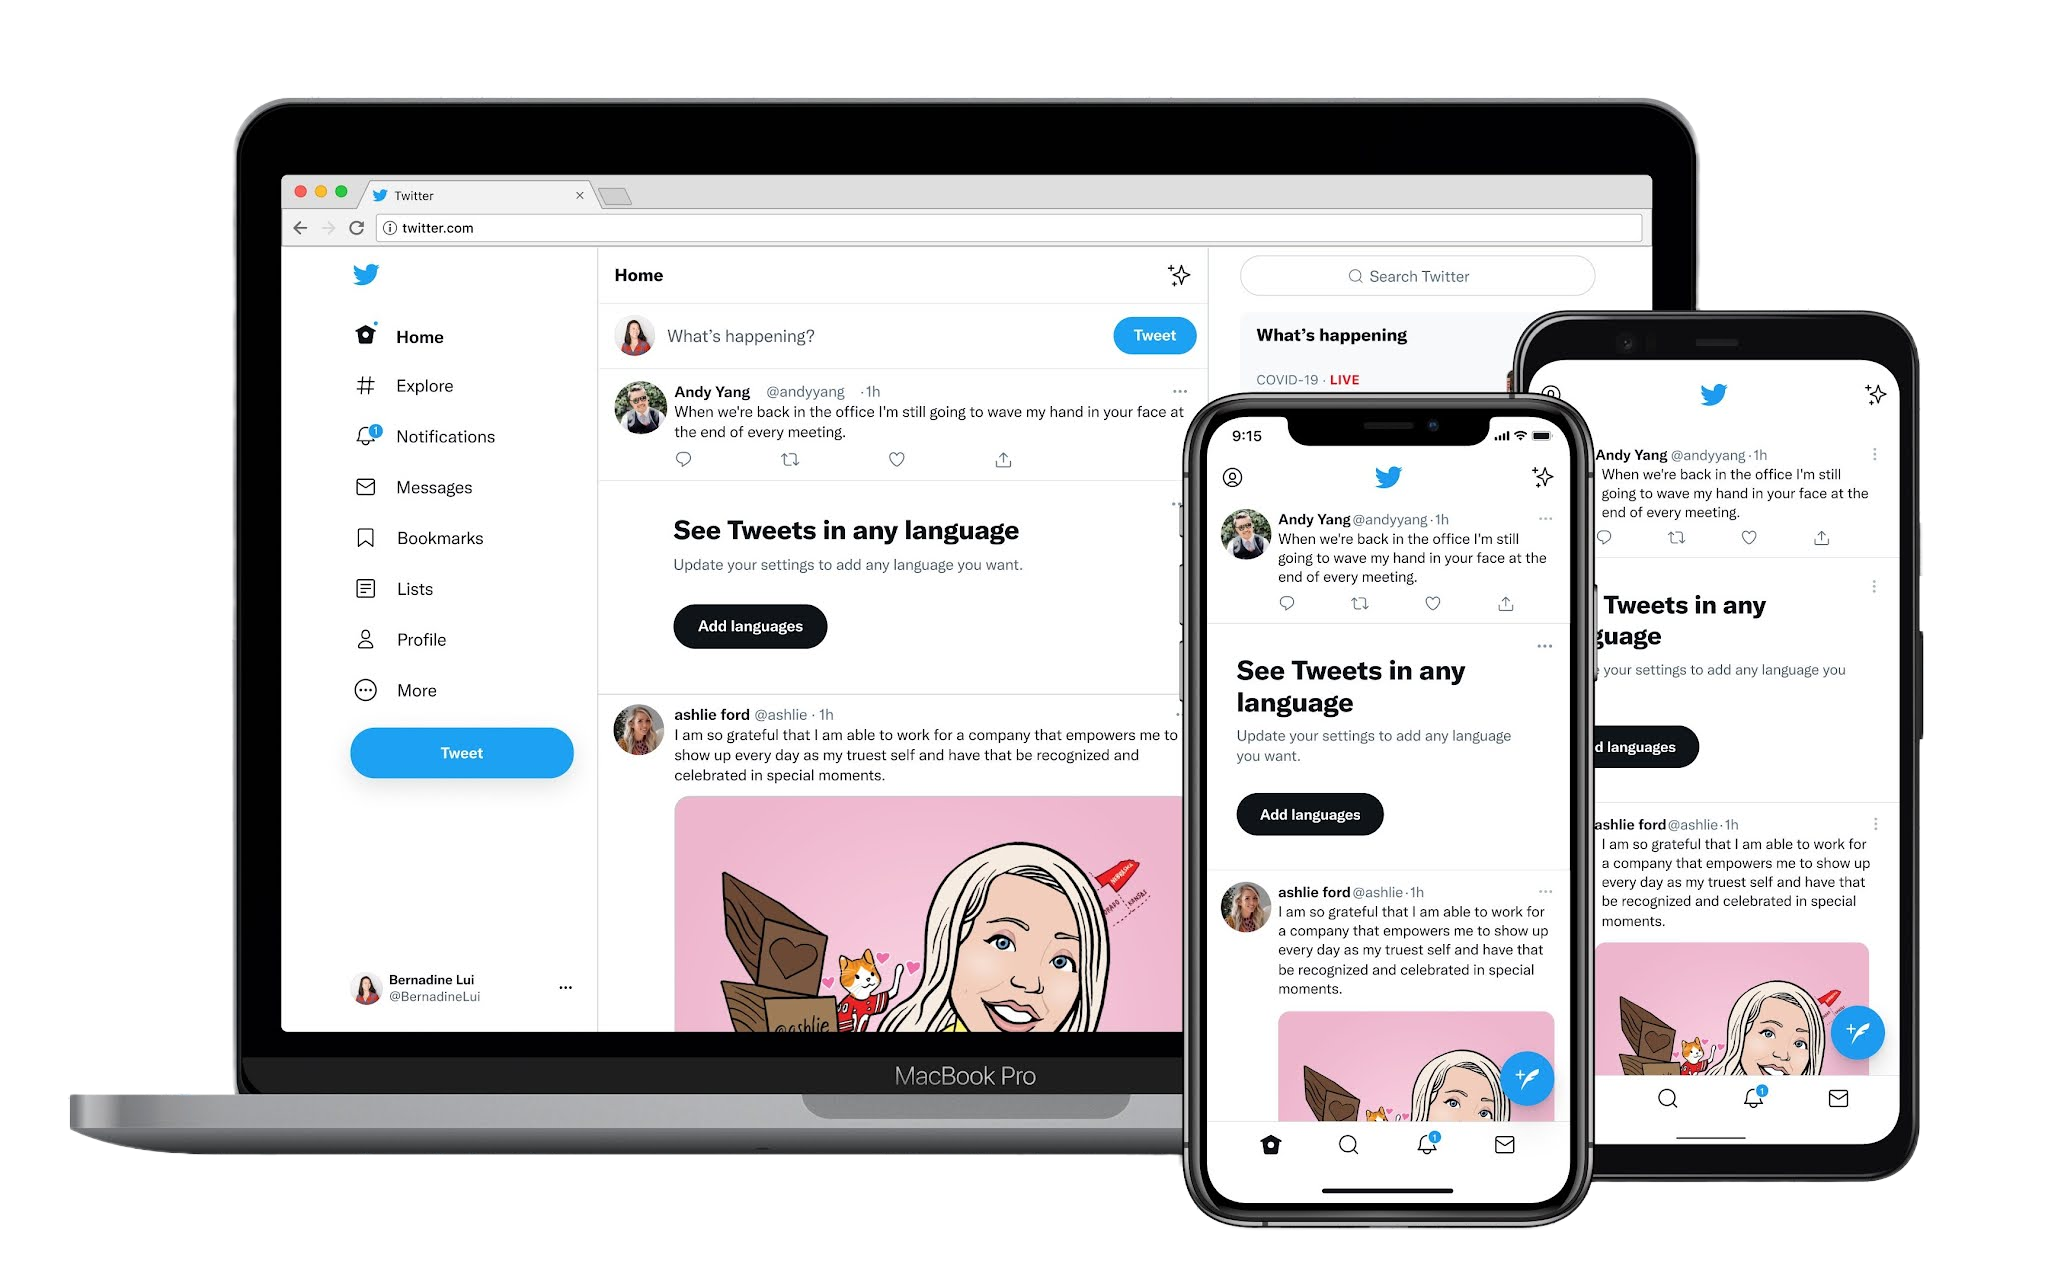 Twitter
twitter.com
Home
Explore
Notifications
1
Messages
Bookmarks
Lists
Profile
More
Tweet
Bernadine Lui
@BernadineLui
Home
What's happening?
Tweet
Andy Yang @andyyang · 1h
When we're back in the office I'm still going to wave my hand in your face at
the end of every meeting.
See Tweets in any language
Update your settings to add any language you want.
Add languages
ashlie ford @ashlie · 1h
I am so grateful that I am able to work for a company that empowers me to
show up every day as my truest self and have that be recognized and
celebrated in special moments.
NEBRASKA
KANSAS
@ashlie
Search Twitter
What's happening
COVID-19 · LIVE
MacBook Pro
9:15
Andy Yang @andyyang · 1h
When we're back in the office I'm still
going to wave my hand in your face at the
end of every meeting.
See Tweets in any
language
Update your settings to add any language
you want.
Add languages
ashlie ford @ashlie · 1h
I am so grateful that I am able to work for
a company that empowers me to show up
every day as my truest self and have that
be recognized and celebrated in special
moments.
1
Andy Yang @andyyang · 1h
When we're back in the office I'm still
going to wave my hand in your face at the
end of every meeting.
Tweets in any
guage
your settings to add any language you
d languages
ashlie ford @ashlie · 1h
I am so grateful that I am able to work for
a company that empowers me to show up
every day as my truest self and have that
be recognized and celebrated in special
moments.
1